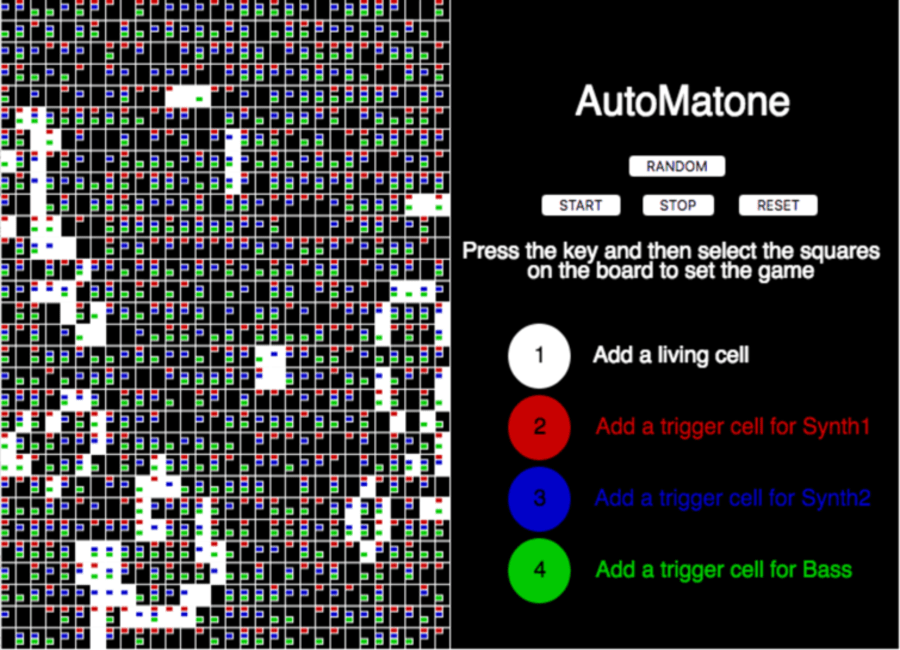 AutoMatone
RANDOM
START STOP RESET
Press the key and then select the squares
on the board to set the game
1 Add a living cell
2 Add a trigger cell for Synth1
3 Add a trigger cell for Synth2
4 Add a trigger cell for Bass